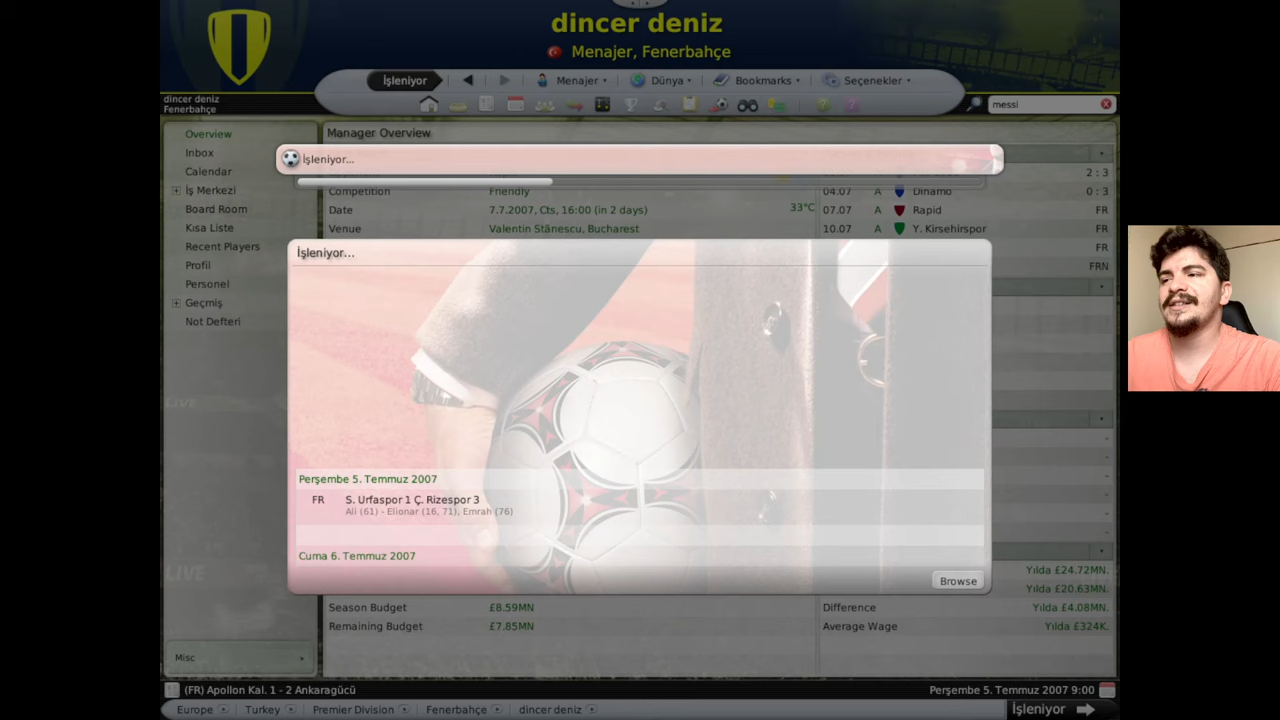 dincer deniz
Menajer, Fenerbahçe
İşleniyor
Menajer
Dünya
Bookmarks
Seçenekler
dincer deniz
Fenerbahçe
messi
Overview
Inbox
Calendar
İş Merkezi
Board Room
Kısa Liste
Recent Players
Profil
Personel
Geçmiş
Not Defteri
Misc
Manager Overview
İşleniyor...
2 : 3
Competition Friendly
04.07 A Dinamo 0 : 3
Date 7.7.2007, Cts, 16:00 (in 2 days) 33°C
07.07 A Rapid FR
Venue Valentin Stănescu, Bucharest
10.07 A Y. Kirsehirspor FR
FR
FRN
İşleniyor...
Perşembe 5. Temmuz 2007
FR S. Urfaspor 1 Ç. Rizespor 3
Ali (61) - Elionar (16, 71), Emrah (76)
Cuma 6. Temmuz 2007
Browse
Yılda £24.72MN.
Yılda £20.63MN.
Season Budget £8.59MN
Difference Yılda £4.08MN.
Remaining Budget £7.85MN
Average Wage Yılda £324K.
(FR) Apollon Kal. 1 - 2 Ankaragücü
Perşembe 5. Temmuz 2007 9:00
Europe
Turkey
Premier Division
Fenerbahçe
dincer deniz
İşleniyor